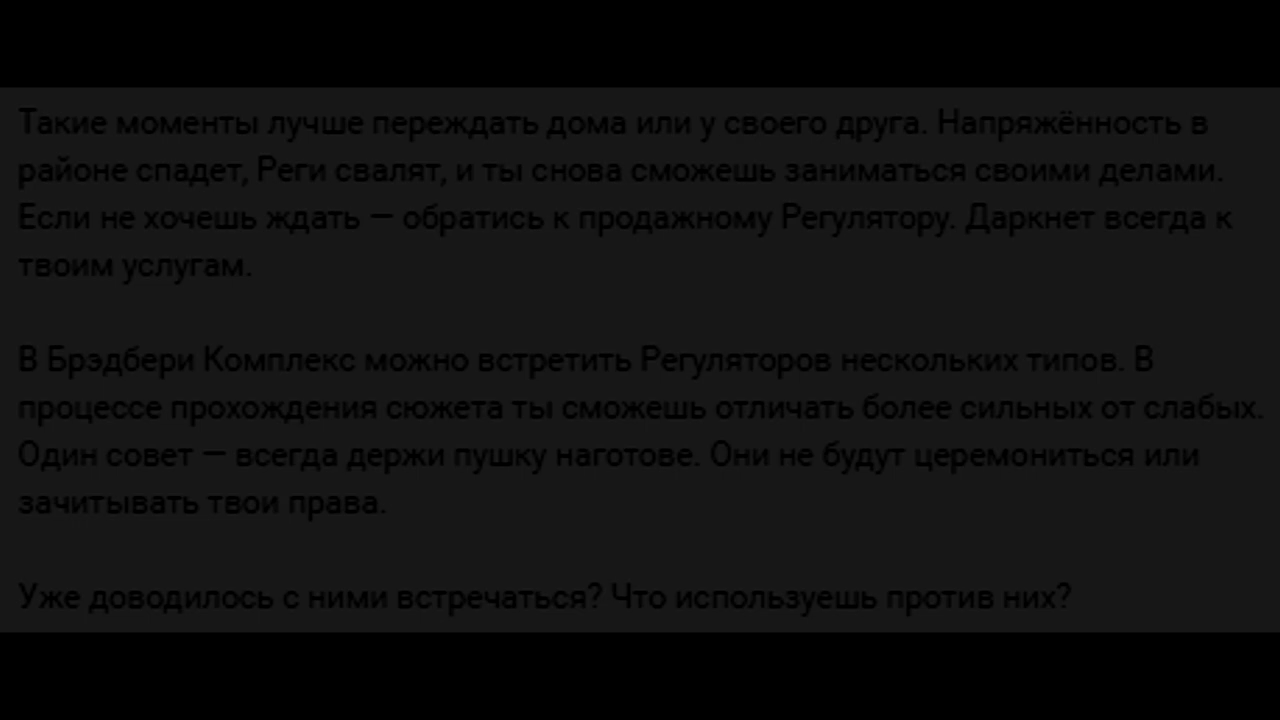 Такие моменты лучше переждать дома или у своего друга. Напряжённость в
районе спадет, Реги свалят, и ты снова сможешь заниматься своими делами.
Если не хочешь ждать — обратись к продажному Регулятору. Даркнет всегда к
твоим услугам.
В Брэдбери Комплекс можно встретить Регуляторов нескольких типов. В
процессе прохождения сюжета ты сможешь отличать более сильных от слабых.
Один совет — всегда держи пушку наготове. Они не будут церемониться или
зачитывать твои права.
Уже доводилось с ними встречаться? Что используешь против них?